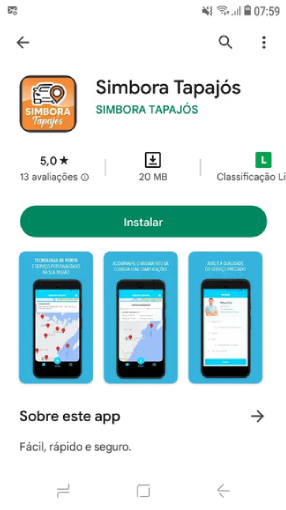 07:59
SIMBORA
Tapajós
Simbora Tapajós
SIMBORA TAPAJÓS
5,0★
13 avaliações
20 MB
L
Classificação Li
Instalar
TECNOLOGIA DE PONTA
E SERVIÇO PERSONALIZADO
NA SUA REGIÃO
ACOMPANHE O ANDAMENTO DA
CORRIDA COM
AVALIE A QUALIDADE
DO SERVIÇO PRESTADO
Sobre este app
Fácil, rápido e seguro.